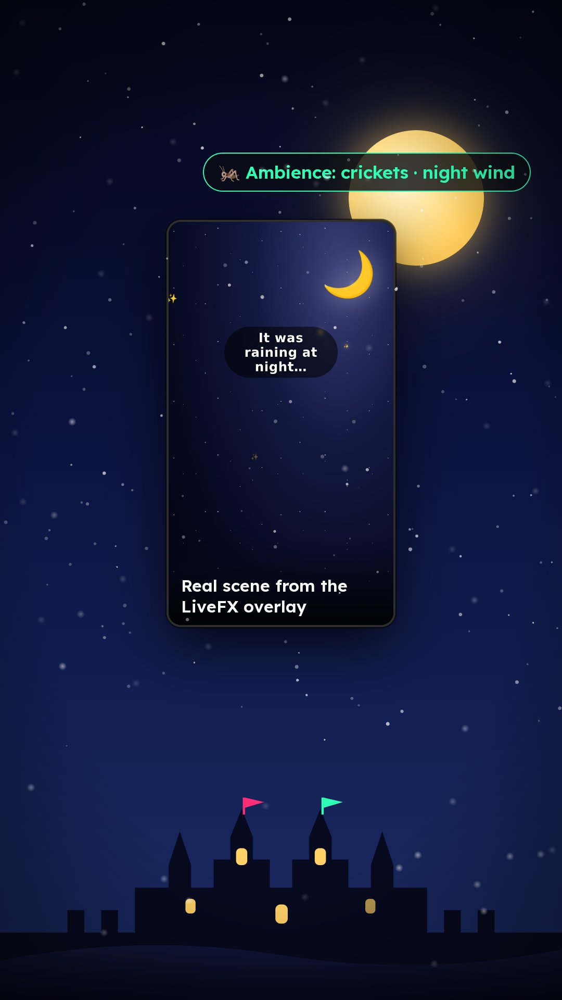 🦗 Ambience: crickets · night wind
It was
raining at
night...
Real scene from the
LiveFX overlay